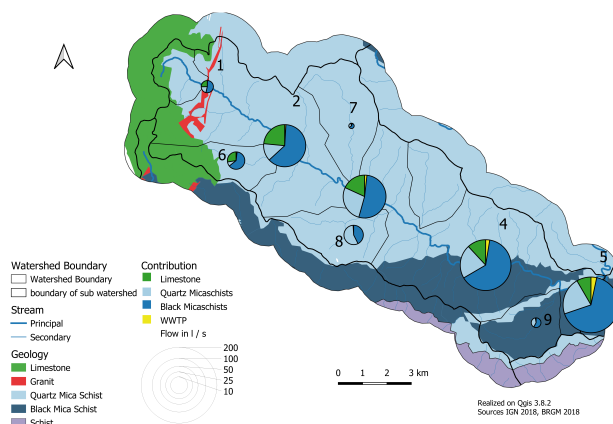 1
2
7
6
4
8
5
9
Watershed Boundary
Watershed Boundary
boundary of sub watershed
Stream
Principal
Secondary
Geology
Limestone
Granit
Quartz Mica Schist
Black Mica Schist
Schist
Contribution
Limestone
Quartz Micaschists
Black Micaschists
WWTP
Flow in l / s
200
100
50
25
10
0 1 2 3 km
Realized on Qgis 3.8.2
Sources IGN 2018, BRGM 2018